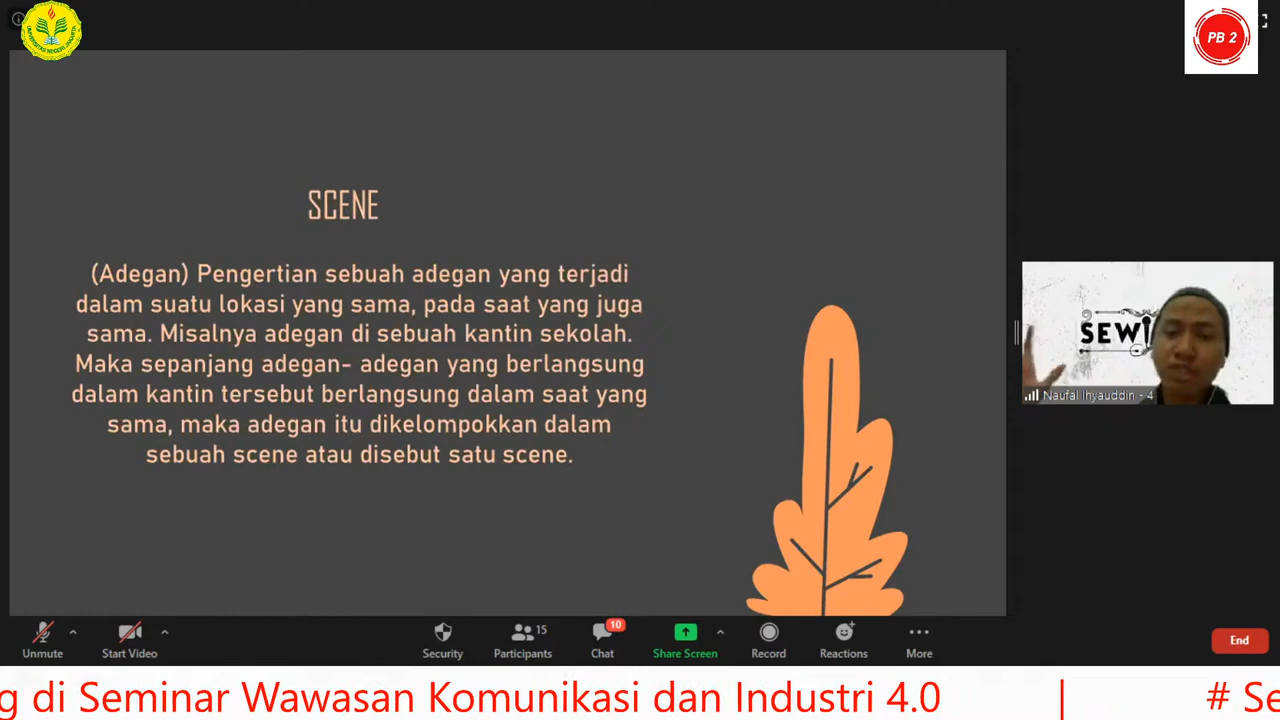 UNIVERSITAS NEGERI JAKARTA
PB 2
SCENE
(Adegan) Pengertian sebuah adegan yang terjadi
dalam suatu lokasi yang sama, pada saat yang juga
sama. Misalnya adegan di sebuah kantin sekolah.
Maka sepanjang adegan- adegan yang berlangsung
dalam kantin tersebut berlangsung dalam saat yang
sama, maka adegan itu dikelompokkan dalam
sebuah scene atau disebut satu scene.
SEWI
Naufal Ihyauddin - 4
Unmute
Start Video
Security
15
Participants
10
Chat
Share Screen
Record
Reactions
More
End
g di Seminar Wawasan Komunikasi dan Industri 4.0 | # Se